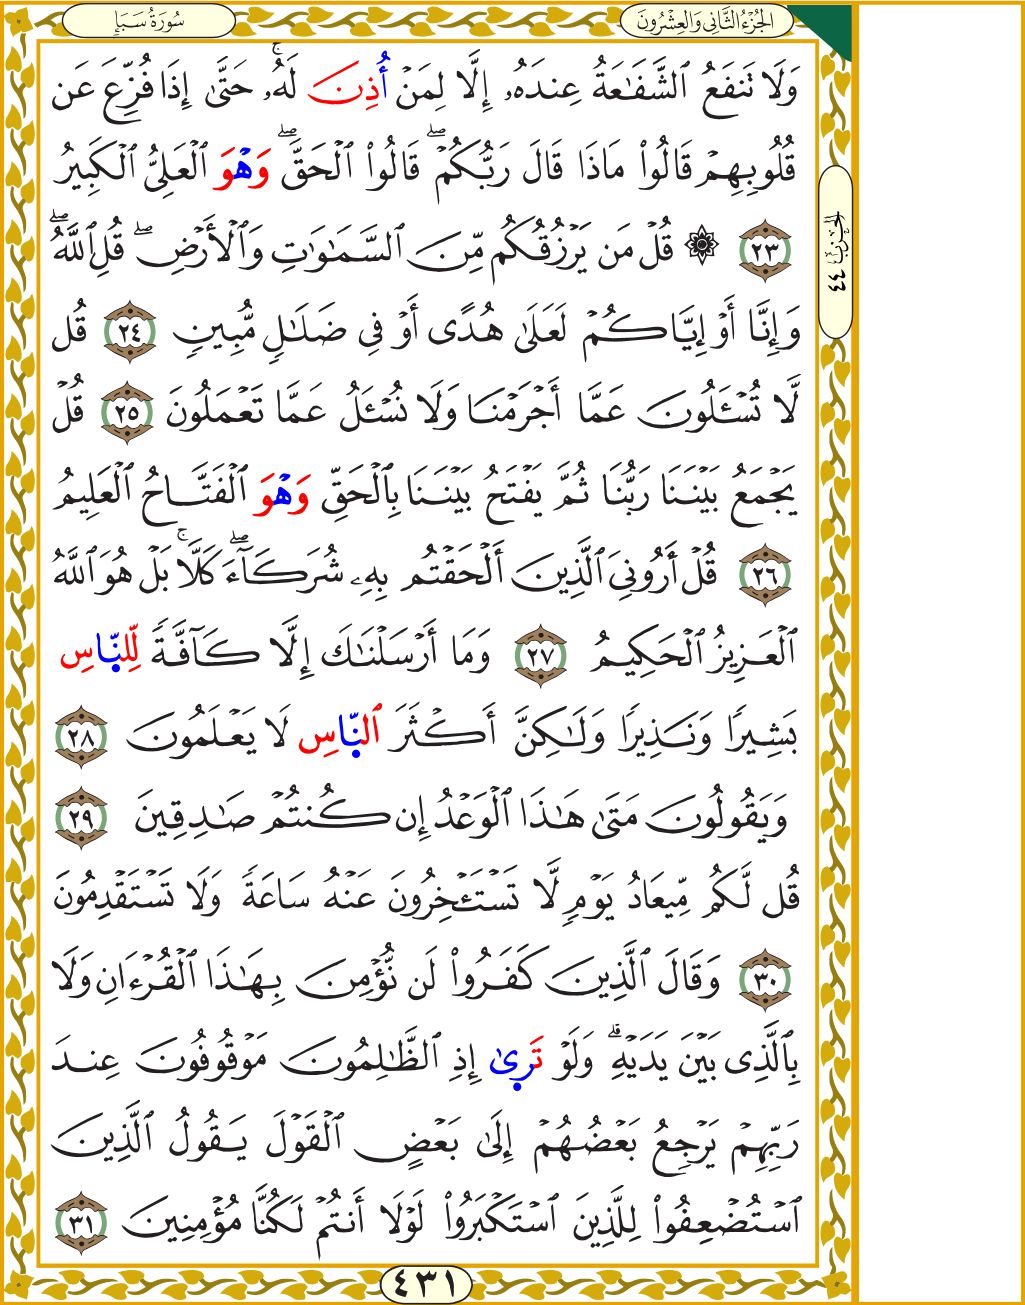 سُورَةُ سَبَإٍ
الجُزْءُ الثَّانِي وَالعِشْرُونَ
وَلَا تَنفَعُ ٱلشَّفَٰعَةُ عِندَهُۥٓ إِلَّا لِمَنْ أُذِنَ لَهُۥۚ حَتَّىٰٓ إِذَا فُزِّعَ عَن
قُلُوبِهِمْ قَالُوا۟ مَاذَا قَالَ رَبُّكُمْۖ قَالُوا۟ ٱلْحَقَّۖ وَهْوَ ٱلْعَلِىُّ ٱلْكَبِيرُ
٢٣ ۞ قُلْ مَن يَرْزُقُكُم مِّنَ ٱلسَّمَٰوَٰتِ وَٱلْأَرْضِۖ قُلِ ٱللَّهُۖ
وَإِنَّآ أَوْ إِيَّاكُمْ لَعَلَىٰ هُدًى أَوْ فِى ضَلَٰلٍ مُّبِينٍ ٢٤ قُل
لَّا تُسْـَٔلُونَ عَمَّآ أَجْرَمْنَا وَلَا نُسْـَٔلُ عَمَّا تَعْمَلُونَ ٢٥ قُلْ
يَجْمَعُ بَيْنَنَا رَبُّنَا ثُمَّ يَفْتَحُ بَيْنَنَا بِٱلْحَقِّ وَهْوَ ٱلْفَتَّاحُ ٱلْعَلِيمُ
٢٦ قُلْ أَرُونِىَ ٱلَّذِينَ أَلْحَقْتُم بِهِۦ شُرَكَآءَۖ كَلَّاۚ بَلْ هُوَ ٱللَّهُ
ٱلْعَزِيزُ ٱلْحَكِيمُ ٢٧ وَمَآ أَرْسَلْنَٰكَ إِلَّا كَآفَّةً لِّلنَّاسِ
بَشِيرًا وَنَذِيرًا وَلَٰكِنَّ أَكْثَرَ ٱلنَّاسِ لَا يَعْلَمُونَ ٢٨
وَيَقُولُونَ مَتَىٰ هَٰذَا ٱلْوَعْدُ إِن كُنتُمْ صَٰدِقِينَ ٢٩
قُل لَّكُم مِّيعَادُ يَوْمٍ لَّا تَسْتَـْٔخِرُونَ عَنْهُ سَاعَةً وَلَا تَسْتَقْدِمُونَ
٣٠ وَقَالَ ٱلَّذِينَ كَفَرُوا۟ لَن نُّؤْمِنَ بِهَٰذَا ٱلْقُرْءَانِ وَلَا
بِٱلَّذِى بَيْنَ يَدَيْهِۗ وَلَوْ تَرَىٰٓ إِذِ ٱلظَّٰلِمُونَ مَوْقُوفُونَ عِندَ
رَبِّهِمْ يَرْجِعُ بَعْضُهُمْ إِلَىٰ بَعْضٍ ٱلْقَوْلَ يَقُولُ ٱلَّذِينَ
ٱسْتُضْعِفُوا۟ لِلَّذِينَ ٱسْتَكْبَرُوا۟ لَوْلَآ أَنتُمْ لَكُنَّا مُؤْمِنِينَ ٣١
الحزب ٤٤
٤٣١